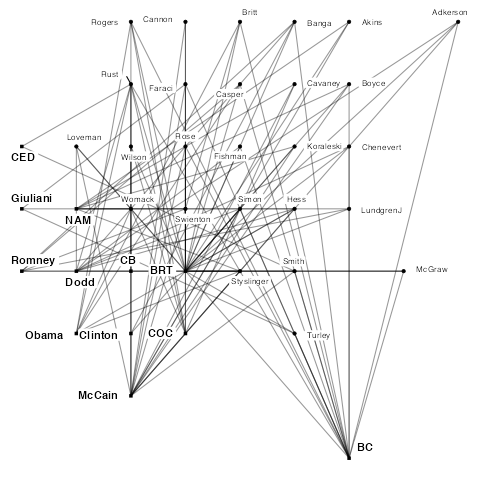 Adkerson
Britt
Rogers
Cannon
Banga
Akins
Rust
Faraci
Casper
Cavaney
Boyce
Loveman
Rose
Koraleski
Chenevert
CED
Wilson
Fishman
Giuliani
Womack
Simon
Hess
NAM
Swienton
LundgrenJ
Romney
CB
BRT
Smith
McGraw
Dodd
Styslinger
Obama
Clinton
COC
Turley
McCain
BC